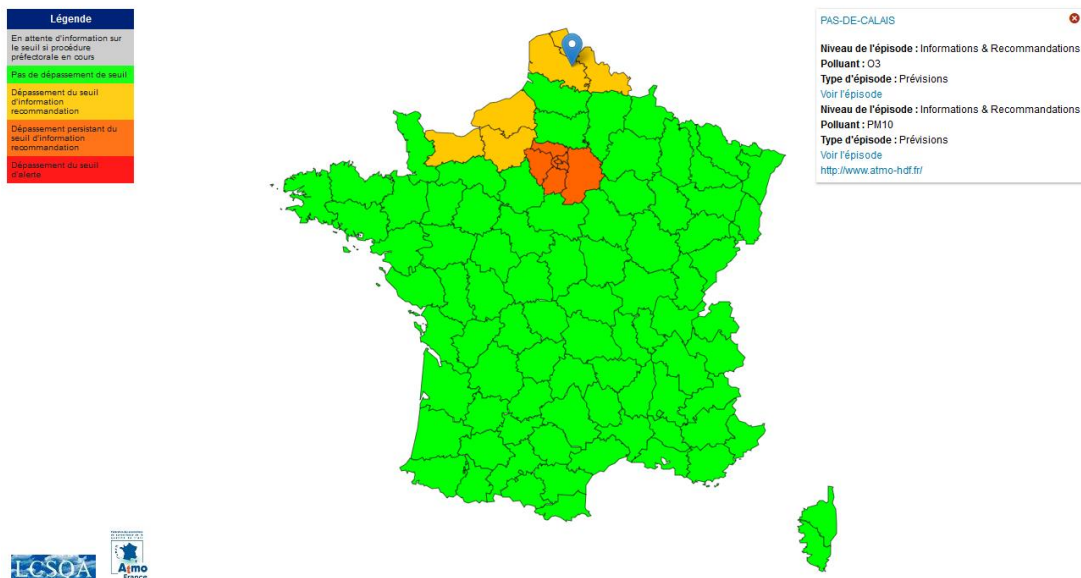 Légende
En attente d'information sur
le seuil si procédure
préfectorale en cours
Pas de dépassement de seuil
Dépassement du seuil
d'information
recommandation
Dépassement persistant du
seuil d'information
recommandation
Dépassement du seuil
d'alerte
PAS-DE-CALAIS
Niveau de l'épisode : Informations & Recommandations
Polluant : O3
Type d'épisode : Prévisions
Voir l'épisode
Niveau de l'épisode : Informations & Recommandations
Polluant : PM10
Type d'épisode : Prévisions
Voir l'épisode
http://www.atmo-hdf.fr/
LCSQA
Atmo
France